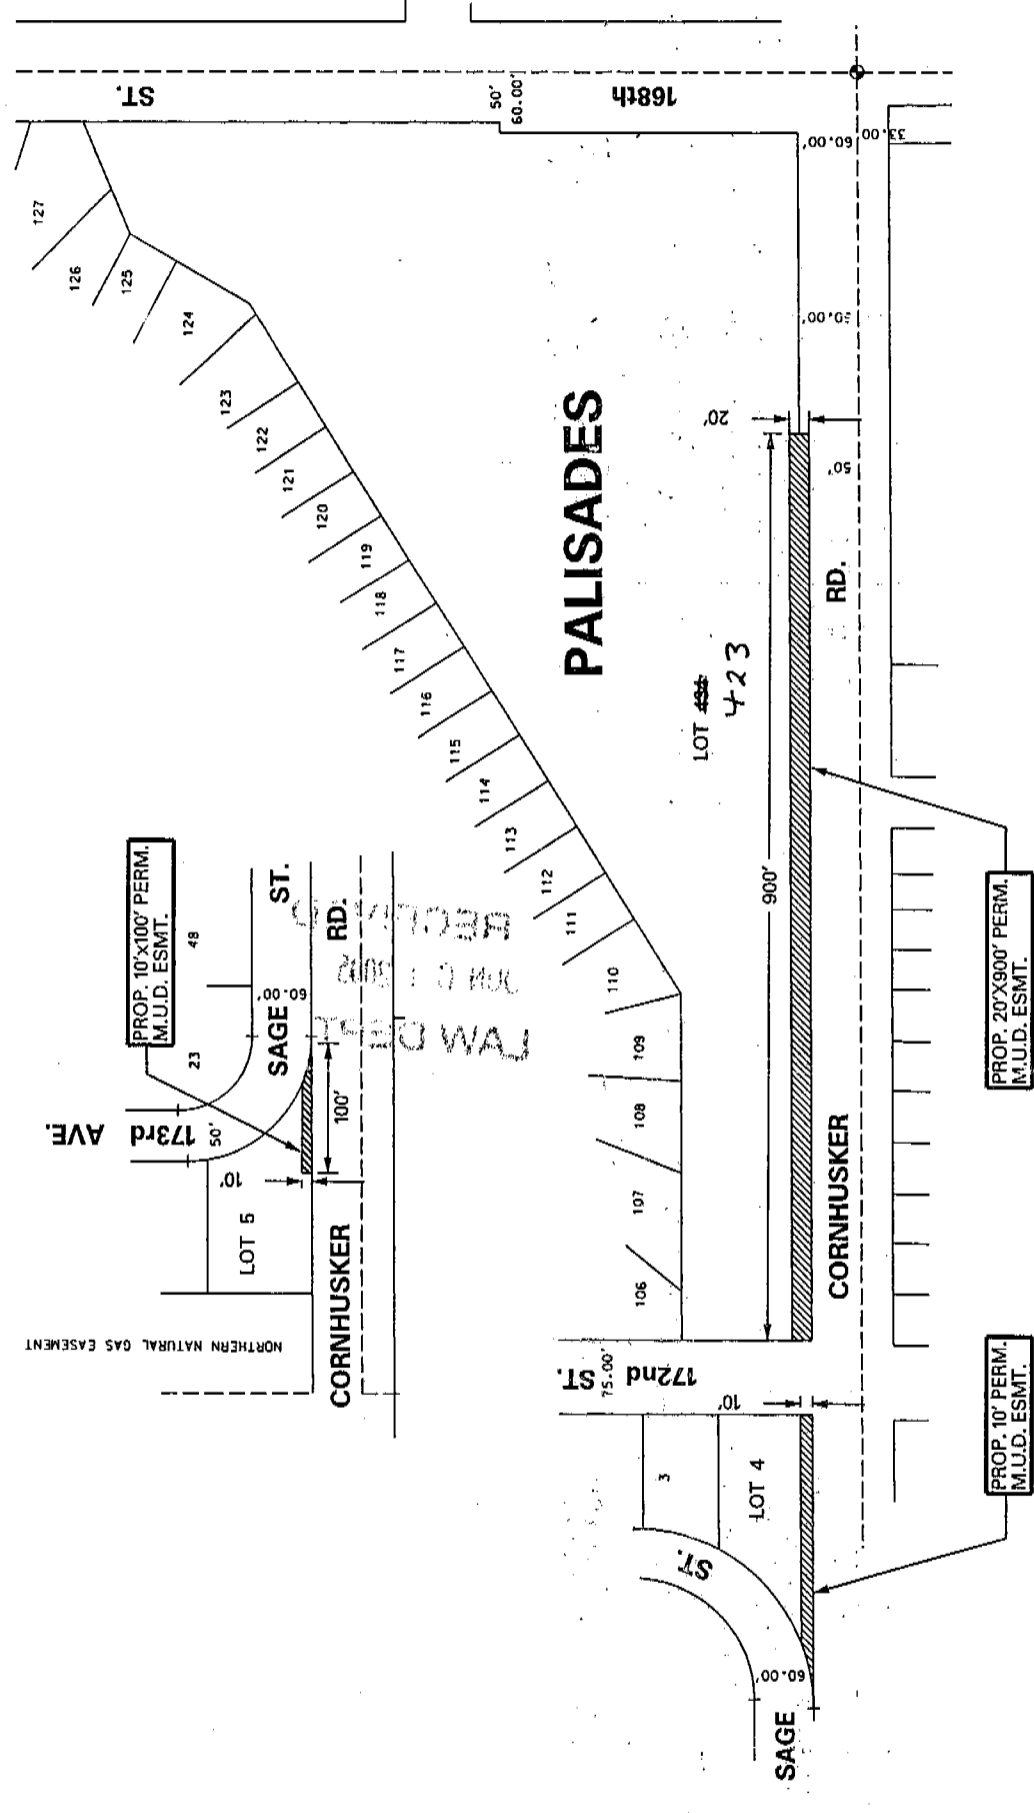 ST.
168th
50'
60.00'
60.00'
33.00
127
126
125
124
123
122
121
120
119
118
117
116
115
114
113
112
111
110
109
108
107
106
PALISADES
LOT
423
20'
50'
RD.
900'
CORNHUSKER
PROP. 20'X900' PERM.
M.U.D. ESMT.
PROP. 10'x100' PERM.
M.U.D. ESMT.
48
23
ST.
SAGE
60.00'
RD.
173rd AVE.
50'
100'
10'
LOT 5
CORNHUSKER
NORTHERN NATURAL GAS EASEMENT
LAW DEPT
172nd ST.
75.00'
10'
3
LOT 4
ST.
60.00'
SAGE
PROP. 10' PERM.
M.U.D. ESMT.